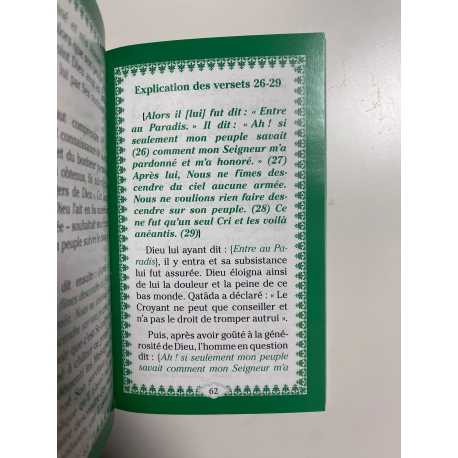 Explication des versets 26-29
{Alors il [lui] fut dit : « Entre
au Paradis. » Il dit : « Ah ! si
seulement mon peuple savait
(26) comment mon Seigneur m'a
pardonné et m'a honoré. » (27)
Après lui, Nous ne fîmes des-
cendre du ciel aucune armée.
Nous ne voulions rien faire des-
cendre sur son peuple. (28) Ce
ne fut qu'un seul Cri et les voilà
anéantis. (29)}
Dieu lui ayant dit : {Entre au Pa-
radis}, il y entra et sa subsistance
lui fut assurée. Dieu éloigna ainsi
de lui la douleur et la peine de ce
bas monde. Qatâda a déclaré : « Le
Croyant ne peut que conseiller et
n'a pas le droit de tromper autrui ».
Puis, après avoir goûté à la géné-
rosité de Dieu, l'homme en question
dit : {Ah ! si seulement mon peuple
savait comment mon Seigneur m'a
62